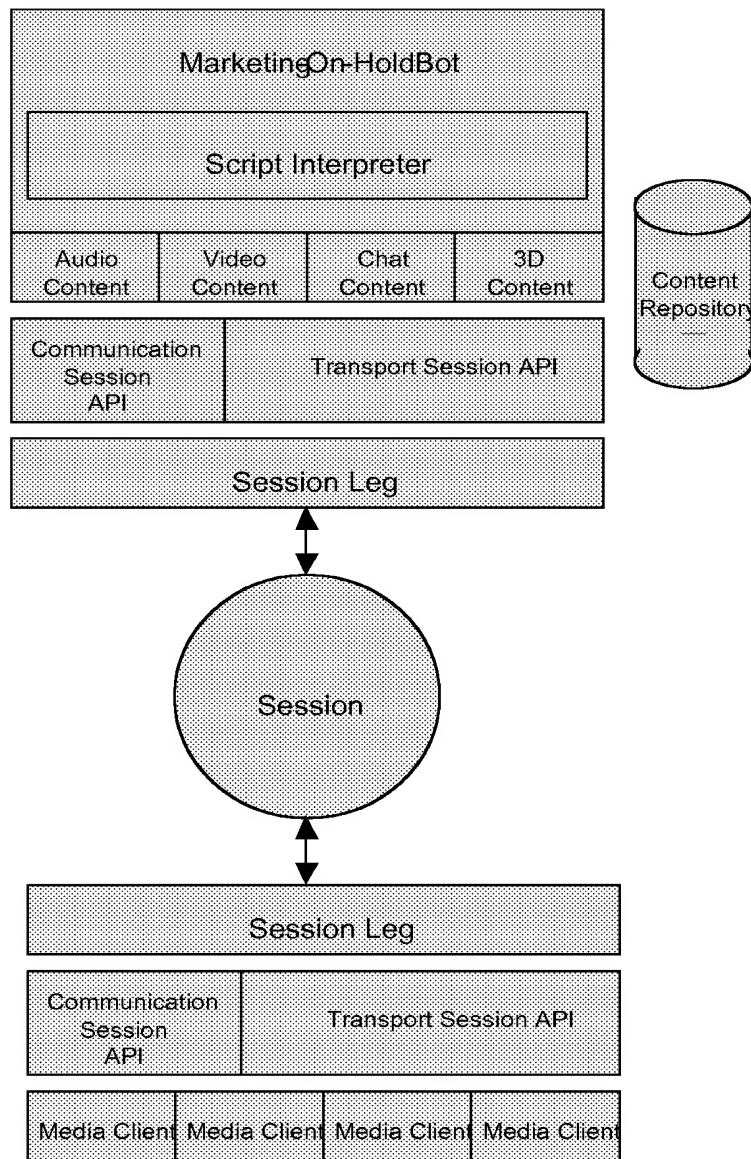 MarketingOn-HoldBot
Script Interpreter
Audio
Content
Video
Content
Chat
Content
3D
Content
Content
Repository
Communication
Session
API
Transport Session API
Session Leg
Session
Session Leg
Communication
Session
API
Transport Session API
Media Client
Media Client
Media Client
Media Client